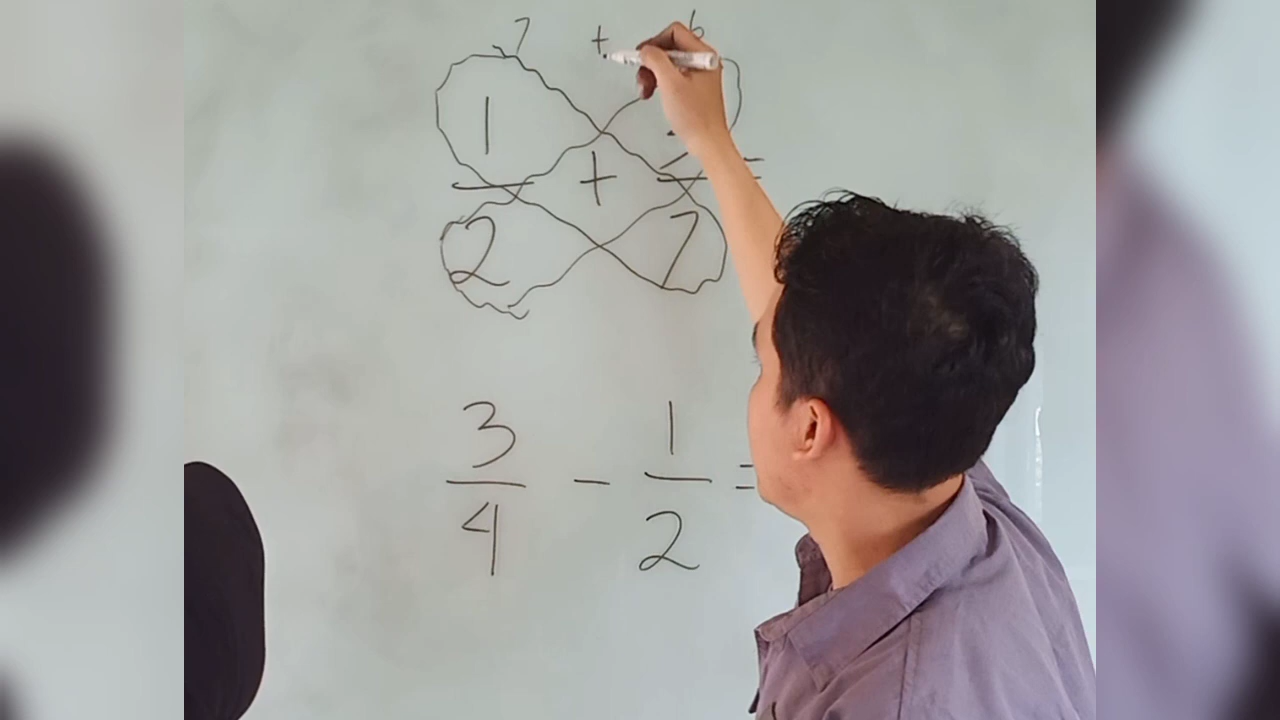 7 + 6
1/2 + /7 =
3/4 - 1/2 =